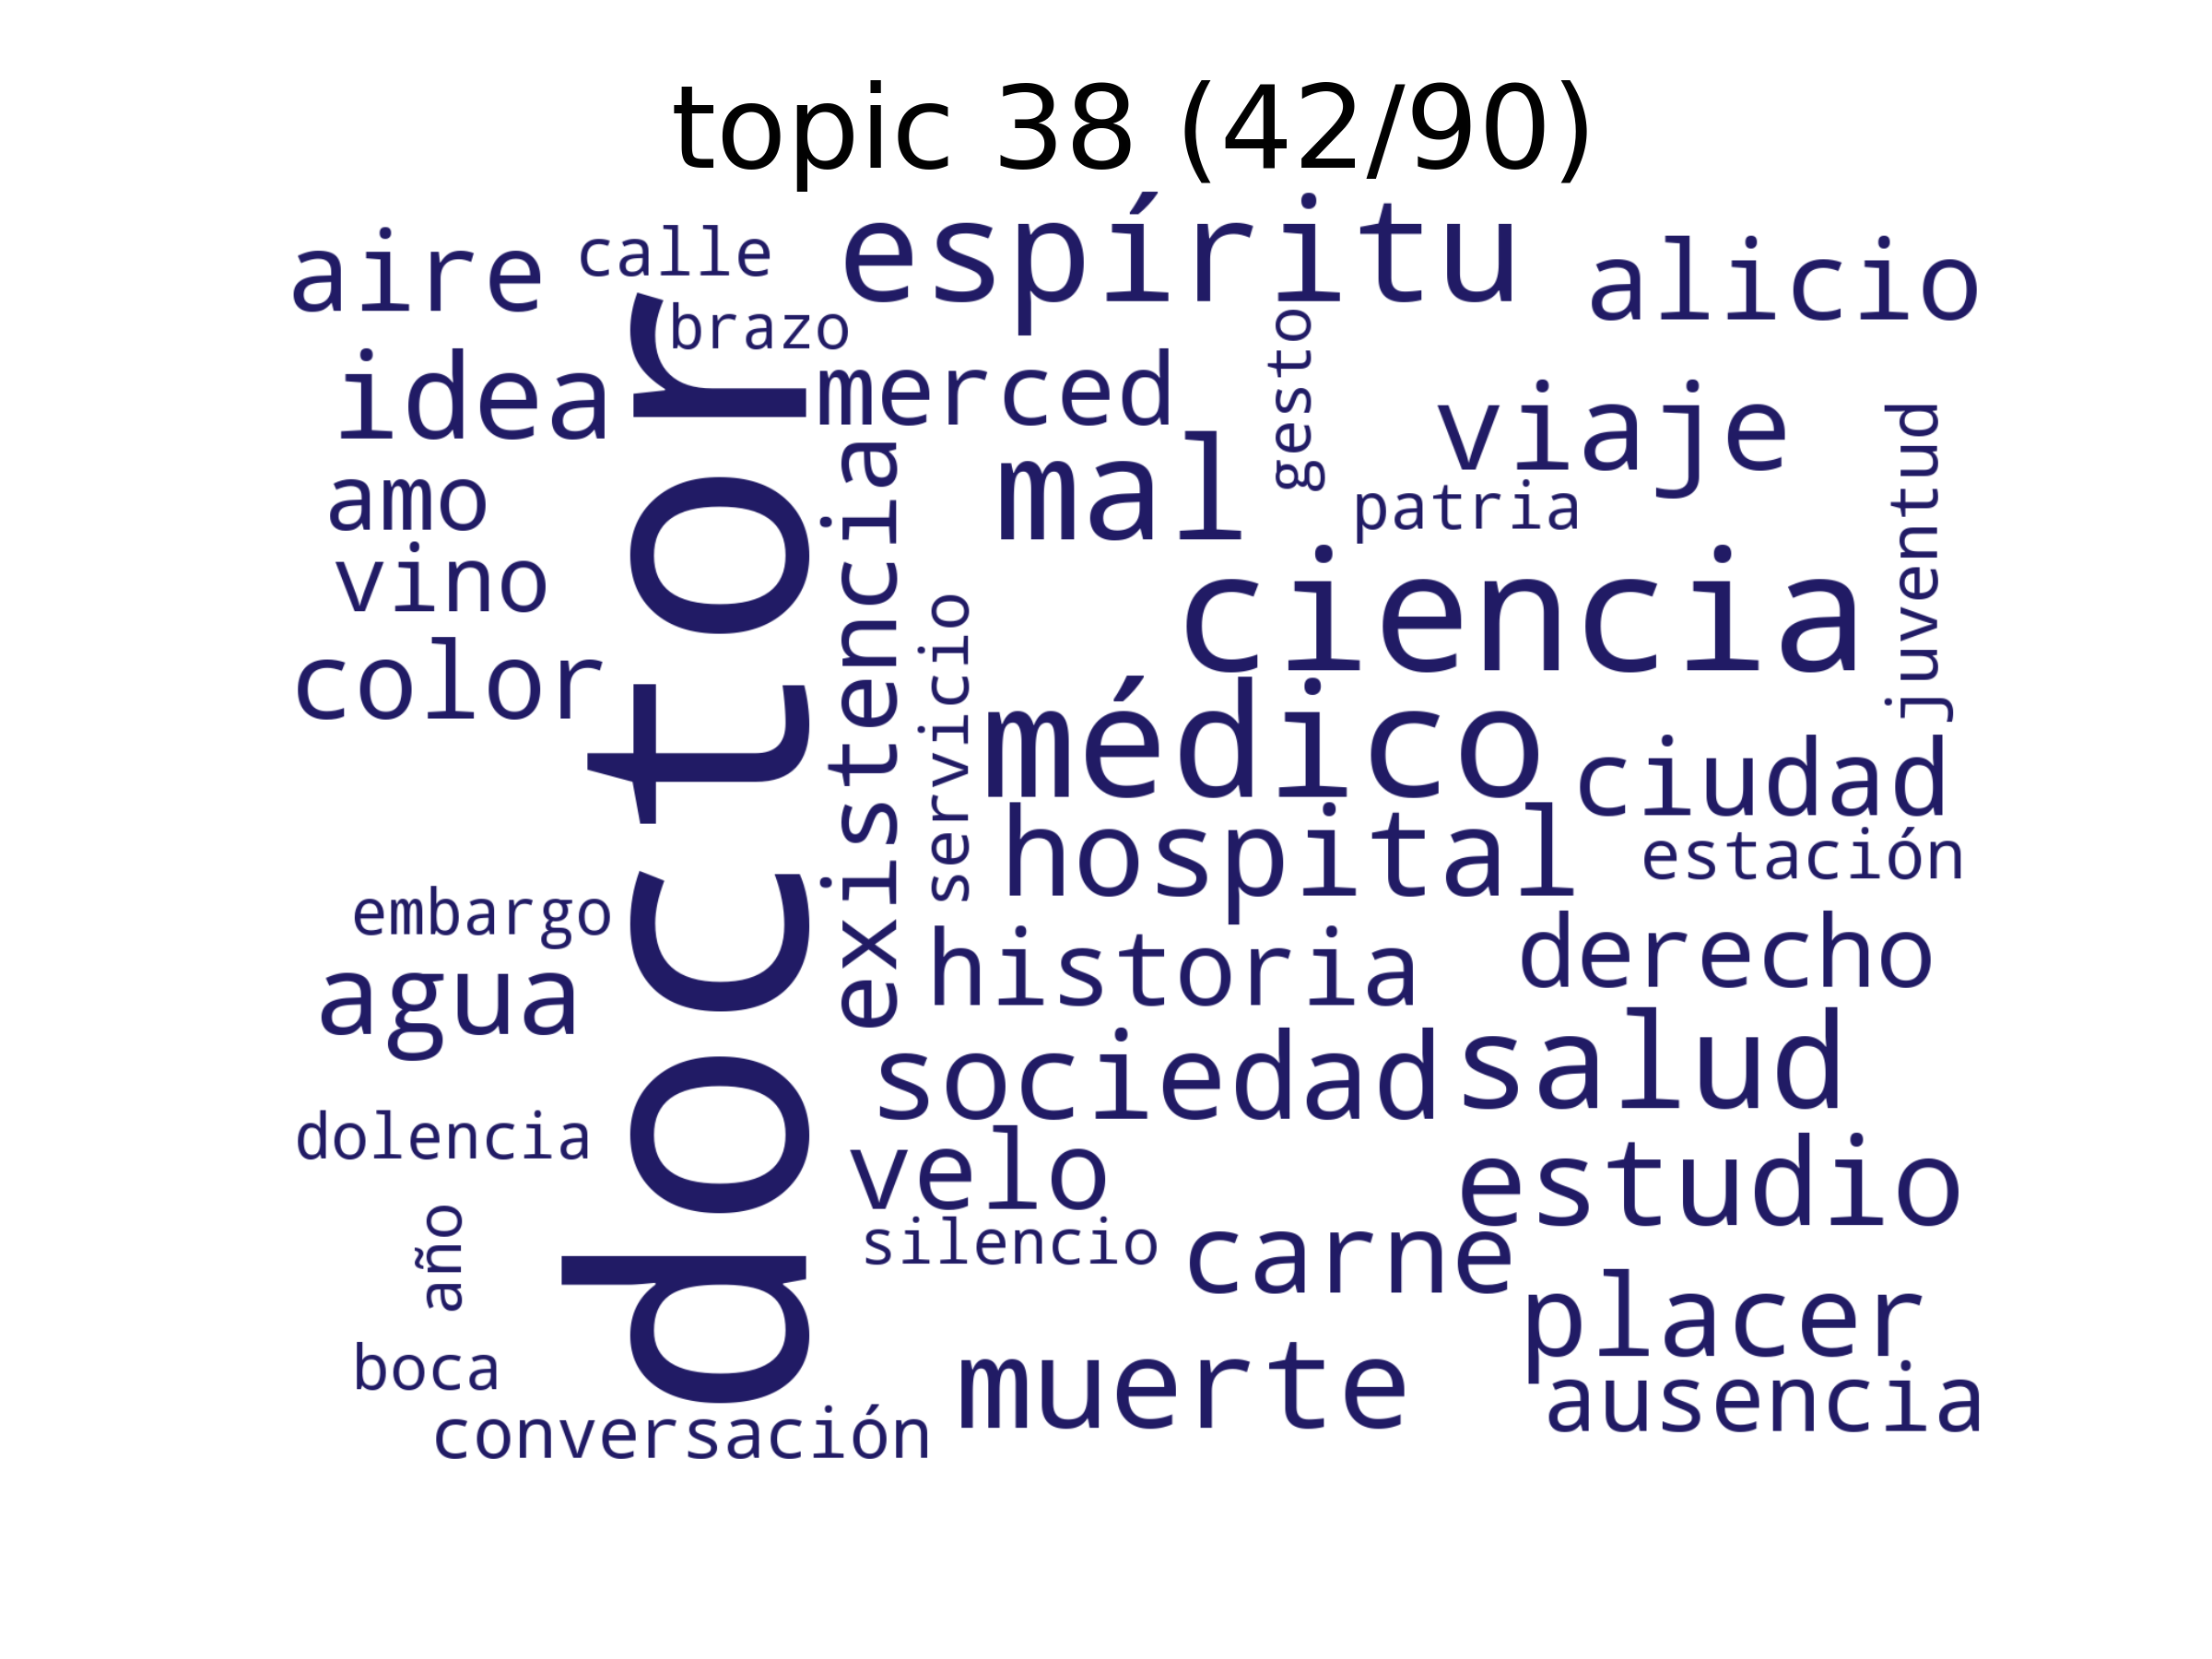 topic 38 (42/90)
aire
calle
espíritu
alicio
brazo
idea
merced
gesto
viaje
amo
mal
patria
juventud
vino
doctor
existencia
ciencia
color
servicio
médico
ciudad
hospital
estación
embargo
historia
derecho
agua
sociedad
salud
dolencia
velo
estudio
año
silencio
carne
placer
boca
muerte
ausencia
conversación